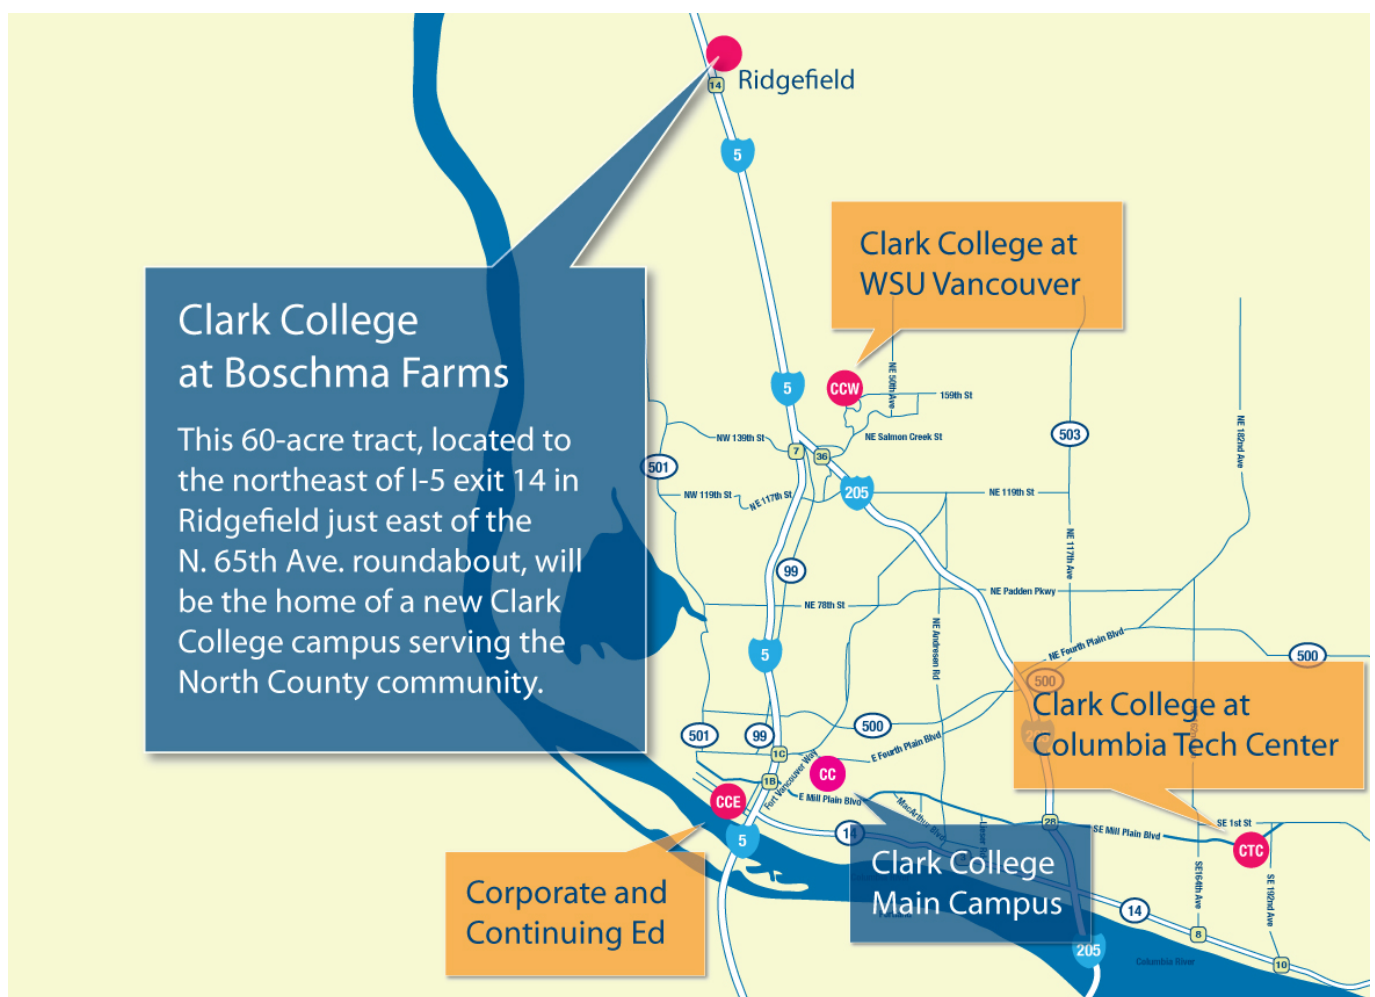 Ridgefield
14
5
Clark College at
WSU Vancouver
Clark College
at Boschma Farms
This 60-acre tract, located to
the northeast of I-5 exit 14 in
Ridgefield just east of the
N. 65th Ave. roundabout, will
be the home of a new Clark
College campus serving the
North County community.
5
CCW
NE 50th Ave
159th St
NW 139th St
NE Salmon Creek St
503
NE 182nd Ave
7
36
501
205
NW 119th St
NE 117th St
NE 119th St
NE 117th Ave
99
NE 78th St
NE Padden Pkwy
NE Andresen Rd
NE Fourth Plain Blvd
5
500
500
Clark College at
Columbia Tech Center
205
501
99
500
1C
E Fourth Plain Blvd
CC
1B
Fort Vancouver Way
E Mill Plain Blvd
CCE
MacArthur Blvd
28
SE Mill Plain Blvd
SE 1st St
CTC
5
14
Clark College
Main Campus
SE164th Ave
SE 192nd Ave
Corporate and
Continuing Ed
14
8
205
Columbia River
10